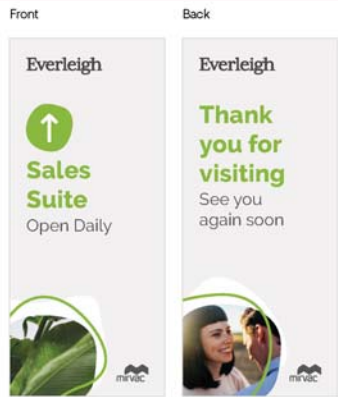 Front
Everleigh
Sales
Suite
Open Daily
mirvac
Back
Everleigh
Thank
you for
visiting
See you
again soon
mirvac